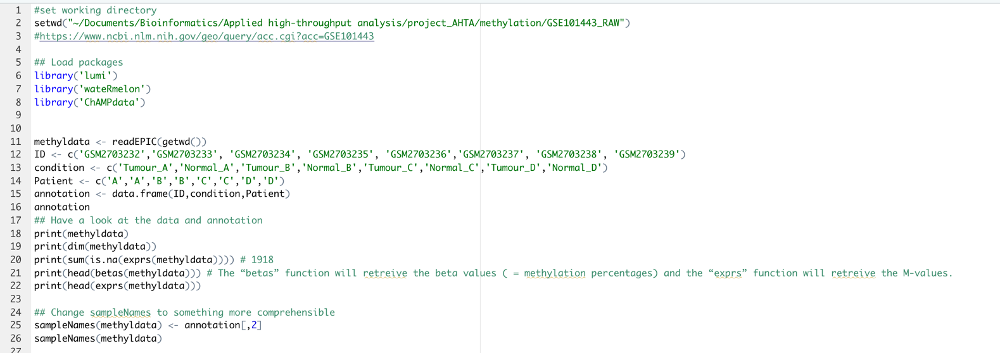 1 #set working directory
2 setwd("~/Documents/Bioinformatics/Applied high-throughput analysis/project_AHTA/methylation/GSE101443_RAW")
3 #https://www.ncbi.nlm.nih.gov/geo/query/acc.cgi?acc=GSE101443
4
5 ## Load packages
6 library('lumi')
7 library('wateRmelon')
8 library('ChAMPdata')
9
10
11 methyldata <- readEPIC(getwd())
12 ID <- c('GSM2703232','GSM2703233', 'GSM2703234', 'GSM2703235', 'GSM2703236','GSM2703237', 'GSM2703238', 'GSM2703239')
13 condition <- c('Tumour_A','Normal_A','Tumour_B','Normal_B','Tumour_C','Normal_C','Tumour_D','Normal_D')
14 Patient <- c('A','A','B','B','C','C','D','D')
15 annotation <- data.frame(ID,condition,Patient)
16 annotation
17 ## Have a look at the data and annotation
18 print(methyldata)
19 print(dim(methyldata))
20 print(sum(is.na(exprs(methyldata)))) # 1918
21 print(head(betas(methyldata))) # The “betas” function will retreive the beta values ( = methylation percentages) and the “exprs” function will retreive the M-values.
22 print(head(exprs(methyldata)))
23
24 ## Change sampleNames to something more comprehensible
25 sampleNames(methyldata) <- annotation[,2]
26 sampleNames(methyldata)
27